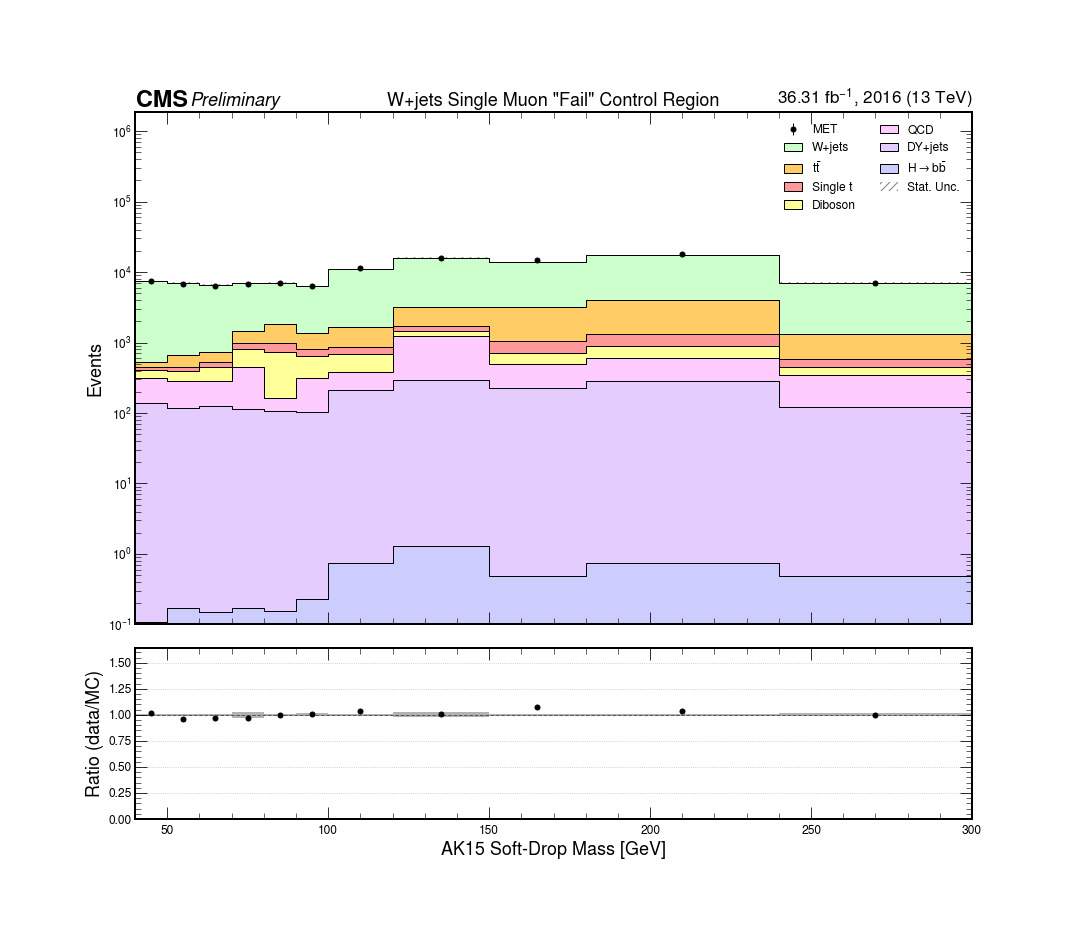 CMS Preliminary W+jets Single Muon "Fail" Control Region 36.31 fb⁻¹, 2016 (13 TeV)
MET
W+jets
tt̄
Single t
Diboson
QCD
DY+jets
H→bb̄
Stat. Unc.
Events
10⁶
10⁵
10⁴
10³
10²
10¹
10⁰
10⁻¹
Ratio (data/MC)
1.50
1.25
1.00
0.75
0.50
0.25
0.00
50 100 150 200 250 300
AK15 Soft-Drop Mass [GeV]